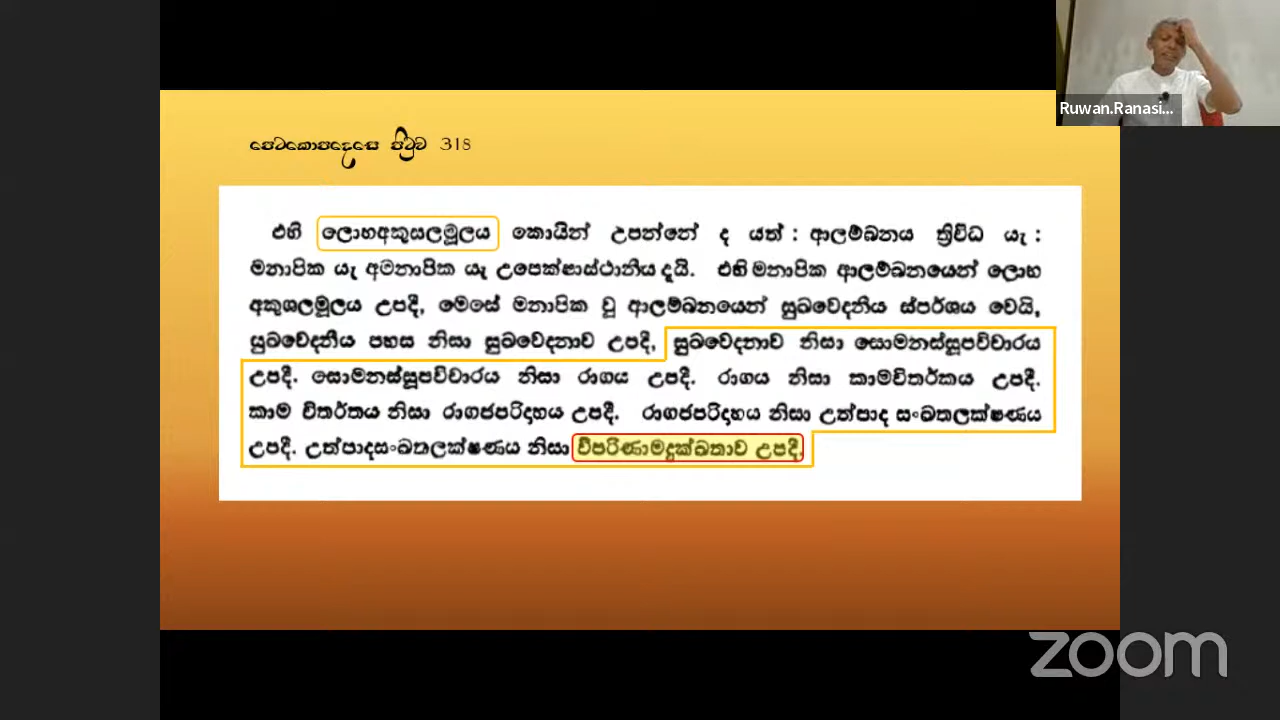 පෙටකොපදෙසෙ පිටුව 318
එහි ලොභඅකුසලමූලය කොයින් උපන්නේ ද යත් : ආලම්බනය ත්‍රිවිධ යැ :
මනාපික යැ අමනාපික යැ උපෙක්ෂාස්ථානීය දැයි. එහි මනාපික ආලම්ඛනයෙන් ලොභ
අකුශලමූලය උපදී, මෙසේ මනාපික වූ ආලම්ඛනයෙන් සුඛවේදනීය ස්පර්ශය වෙයි,
සුඛවෙදනීය පහස නිසා සුඛවෙදනාව උපදී, සුඛවෙදනාව නිසා සොමනස්සූපවිචාරය
උපදී. සොමනස්සූපවිචාරය නිසා රාගය උපදී. රාගය නිසා කාමවිතර්කය උපදී.
කාම විතර්තය නිසා රාගජපරිදාහය උපදී. රාගජපරිදාහය නිසා උත්පාද සංඛතලක්ෂණය
උපදී. උත්පාදසංඛතලක්ෂණය නිසා විපරිණාමදුක්ඛතාව උපදී.
Ruwan.Ranasi...
zoom